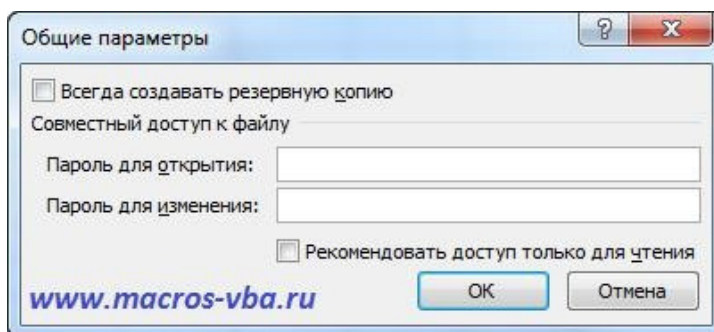 Общие параметры
Всегда создавать резервную копию
Совместный доступ к файлу
Пароль для открытия:
Пароль для изменения:
Рекомендовать доступ только для чтения
www.macros-vba.ru
ОК
Отмена